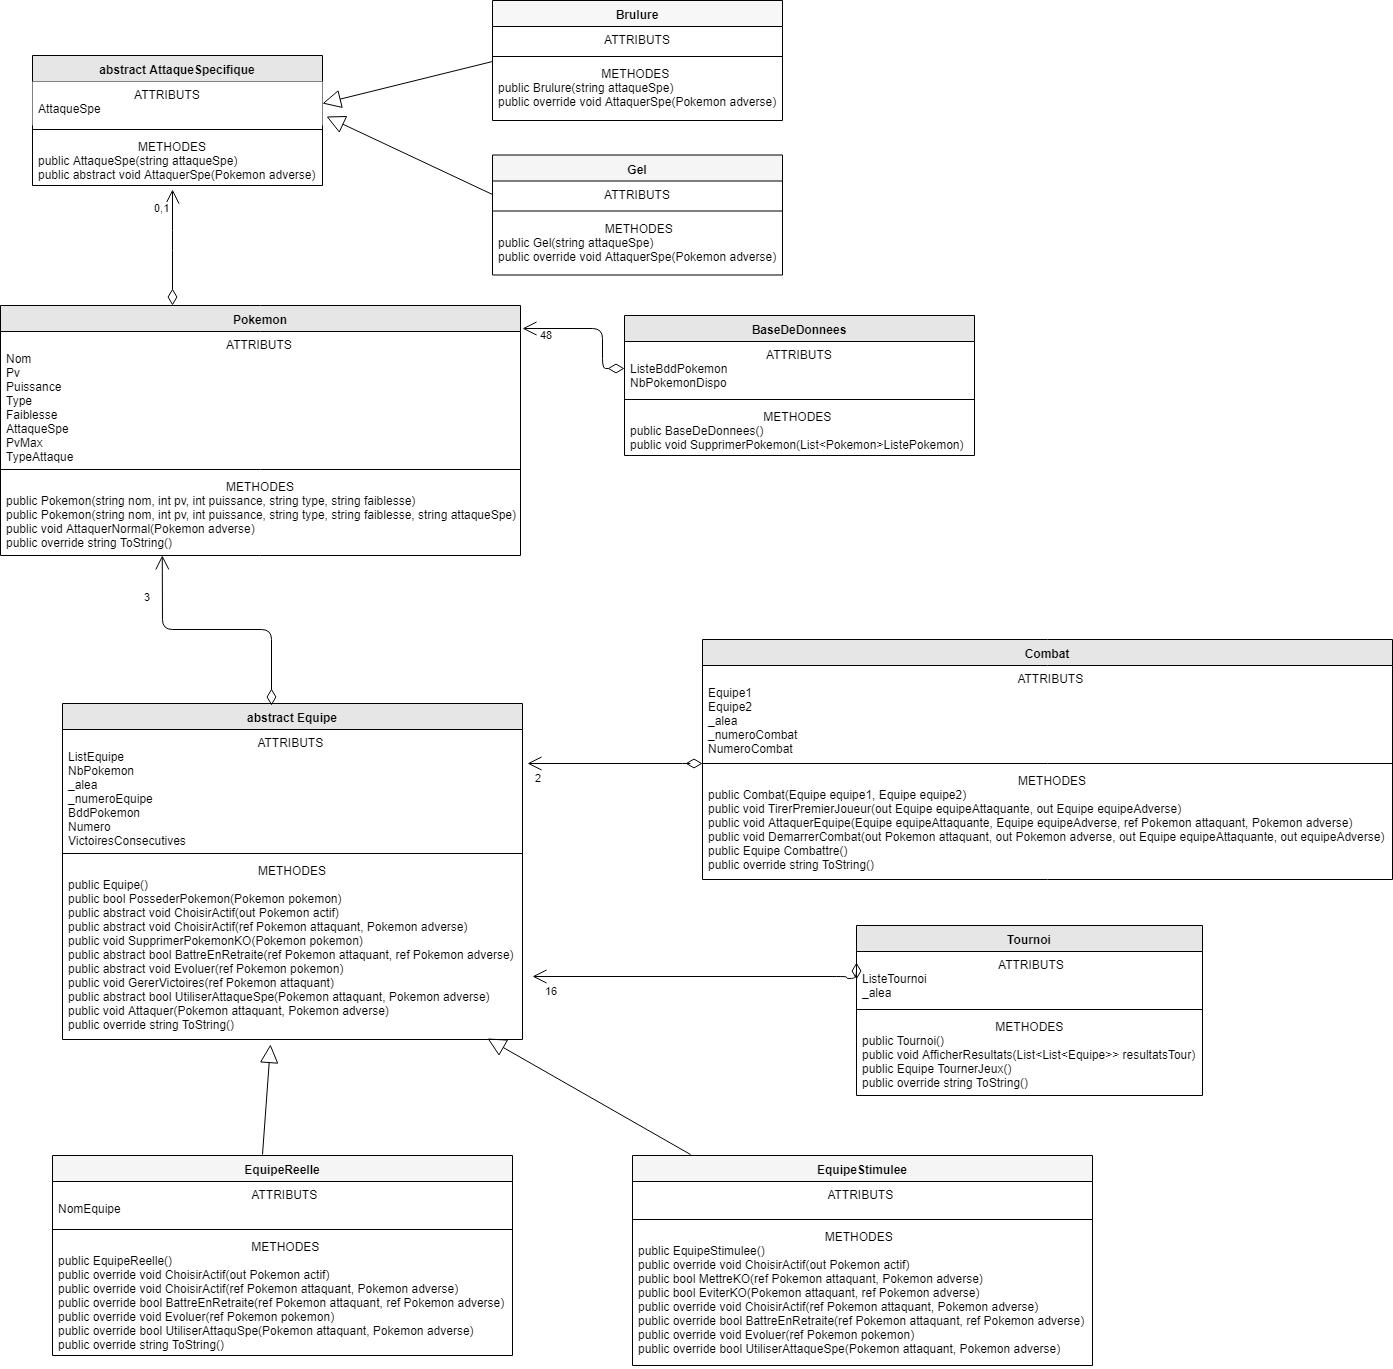 Brulure
ATTRIBUTS
METHODES
public Brulure(string attaqueSpe)
public override void AttaquerSpe(Pokemon adverse)
abstract AttaqueSpecifique
ATTRIBUTS
AttaqueSpe
METHODES
public AttaqueSpe(string attaqueSpe)
public abstract void AttaquerSpe(Pokemon adverse)
Gel
ATTRIBUTS
METHODES
public Gel(string attaqueSpe)
public override void AttaquerSpe(Pokemon adverse)
0,1
Pokemon
ATTRIBUTS
Nom
Pv
Puissance
Type
Faiblesse
AttaqueSpe
PvMax
TypeAttaque
METHODES
public Pokemon(string nom, int pv, int puissance, string type, string faiblesse)
public Pokemon(string nom, int pv, int puissance, string type, string faiblesse, string attaqueSpe)
public void AttaquerNormal(Pokemon adverse)
public override string ToString()
48
BaseDeDonnees
ATTRIBUTS
ListeBddPokemon
NbPokemonDispo
METHODES
public BaseDeDonnees()
public void SupprimerPokemon(List<Pokemon>ListePokemon)
3
abstract Equipe
ATTRIBUTS
ListEquipe
NbPokemon
_alea
_numeroEquipe
BddPokemon
Numero
VictoiresConsecutives
METHODES
public Equipe()
public bool PossederPokemon(Pokemon pokemon)
public abstract void ChoisirActif(out Pokemon actif)
public abstract void ChoisirActif(ref Pokemon attaquant, Pokemon adverse)
public void SupprimerPokemonKO(Pokemon pokemon)
public abstract bool BattreEnRetraite(ref Pokemon attaquant, ref Pokemon adverse)
public abstract void Evoluer(ref Pokemon pokemon)
public void GererVictoires(ref Pokemon attaquant)
public abstract bool UtiliserAttaqueSpe(Pokemon attaquant, Pokemon adverse)
public void Attaquer(Pokemon attaquant, Pokemon adverse)
public override string ToString()
2
Combat
ATTRIBUTS
Equipe1
Equipe2
_alea
_numeroCombat
NumeroCombat
METHODES
public Combat(Equipe equipe1, Equipe equipe2)
public void TirerPremierJoueur(out Equipe equipeAttaquante, out Equipe equipeAdverse)
public void AttaquerEquipe(Equipe equipeAttaquante, Equipe equipeAdverse, ref Pokemon attaquant, Pokemon adverse)
public void DemarrerCombat(out Pokemon attaquant, out Pokemon adverse, out Equipe equipeAttaquante, out equipeAdverse)
public Equipe Combattre()
public override string ToString()
16
Tournoi
ATTRIBUTS
ListeTournoi
_alea
METHODES
public Tournoi()
public void AfficherResultats(List<List<Equipe>> resultatsTour)
public Equipe TournerJeux()
public override string ToString()
EquipeReelle
ATTRIBUTS
NomEquipe
METHODES
public EquipeReelle()
public override void ChoisirActif(out Pokemon actif)
public override void ChoisirActif(ref Pokemon attaquant, Pokemon adverse)
public override bool BattreEnRetraite(ref Pokemon attaquant, ref Pokemon adverse)
public override void Evoluer(ref Pokemon pokemon)
public override bool UtiliserAttaquSpe(Pokemon attaquant, Pokemon adverse)
public override string ToString()
EquipeStimulee
ATTRIBUTS
METHODES
public EquipeStimulee()
public override void ChoisirActif(out Pokemon actif)
public bool MettreKO(ref Pokemon attaquant, Pokemon adverse)
public bool EviterKO(Pokemon attaquant, ref Pokemon adverse)
public override void ChoisirActif(ref Pokemon attaquant, Pokemon adverse)
public override bool BattreEnRetraite(ref Pokemon attaquant, ref Pokemon adverse)
public override void Evoluer(ref Pokemon pokemon)
public override bool UtiliserAttaqueSpe(Pokemon attaquant, Pokemon adverse)